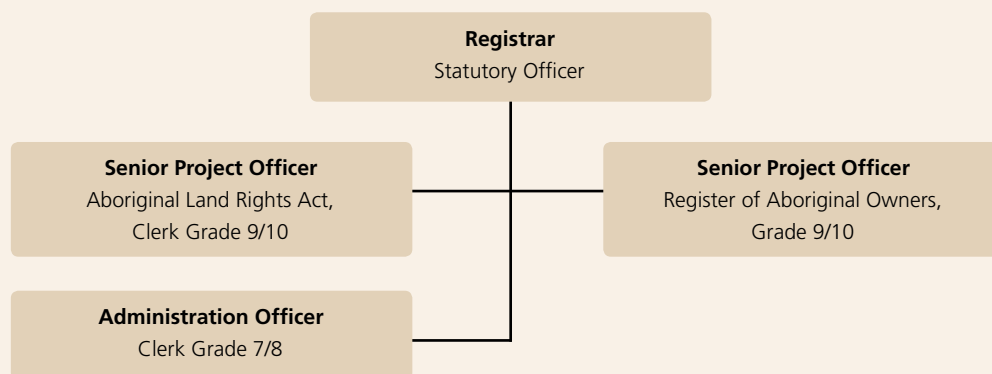 Registrar
Statutory Officer
Senior Project Officer
Aboriginal Land Rights Act,
Clerk Grade 9/10
Senior Project Officer
Register of Aboriginal Owners,
Grade 9/10
Administration Officer
Clerk Grade 7/8